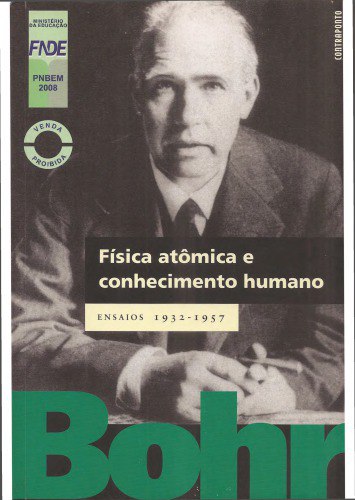 MINISTÉRIO
DA EDUCAÇÃO
FNDE
PNBEM
2008
VENDA
PROIBIDA
CONTRAPONTO
Física atômica e
conhecimento humano
ENSAIOS 1932-1957
Bohr